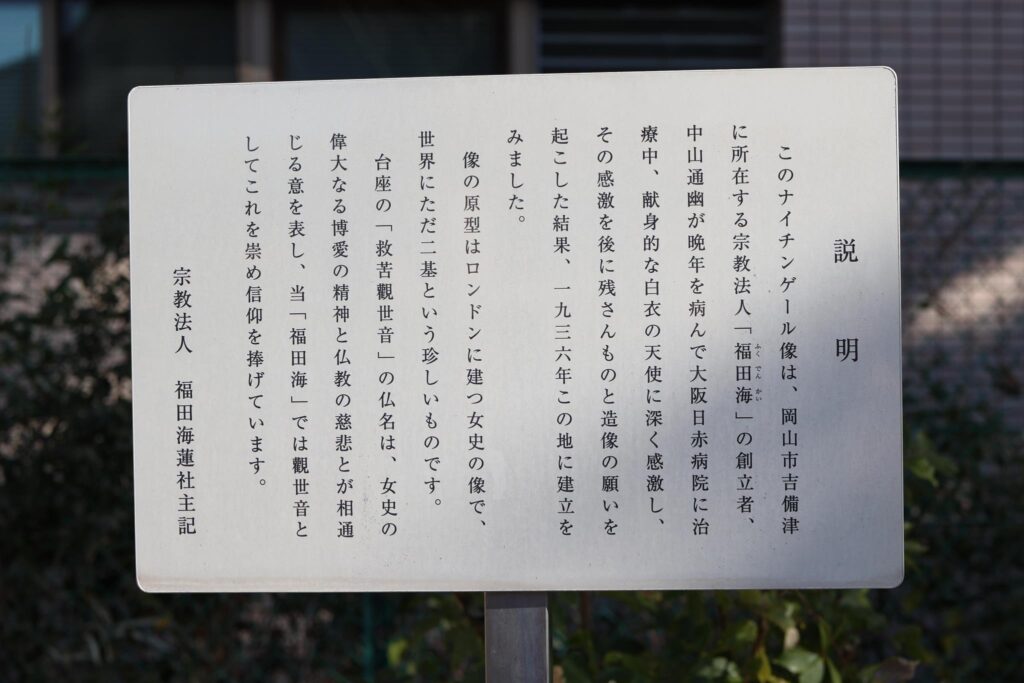 説明
このナイチンゲール像は、岡山市吉備津
に所在する宗教法人「福田海」の創立者、
ふくでんかい
中山通幽が晩年を病んで大阪日赤病院に治
療中、献身的な白衣の天使に深く感激し、
その感激を後に残さんものと造像の願いを
起こした結果、一九三六年この地に建立を
みました。
像の原型はロンドンに建つ女史の像で、
世界にただ二基という珍しいものです。
台座の「救苦觀世音」の仏名は、女史の
偉大なる博愛の精神と仏教の慈悲とが相通
じる意を表し、当「福田海」では觀世音と
してこれを崇め信仰を捧げています。
宗教法人 福田海蓮社主記